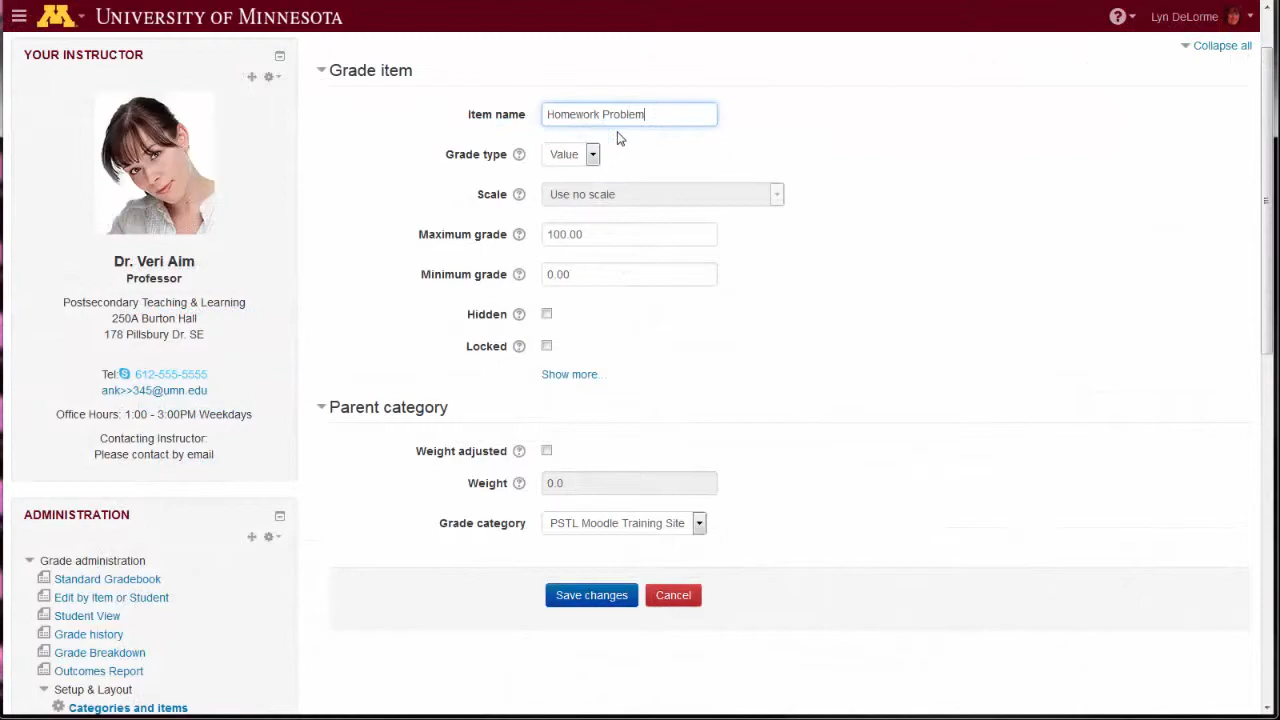 UNIVERSITY OF MINNESOTA
Lyn DeLorme
YOUR INSTRUCTOR
Dr. Veri Aim
Professor
Postsecondary Teaching & Learning
250A Burton Hall
178 Pillsbury Dr. SE
Tel: 612-555-5555
ank>>345@umn.edu
Office Hours: 1:00 - 3:00PM Weekdays
Contacting Instructor:
Please contact by email
ADMINISTRATION
Grade administration
Standard Gradebook
Edit by Item or Student
Student View
Grade history
Grade Breakdown
Outcomes Report
Setup & Layout
Categories and items
Collapse all
Grade item
Item name Homework Problem
Grade type Value
Scale Use no scale
Maximum grade 100.00
Minimum grade 0.00
Hidden
Locked
Show more...
Parent category
Weight adjusted
Weight 0.0
Grade category PSTL Moodle Training Site
Save changes Cancel